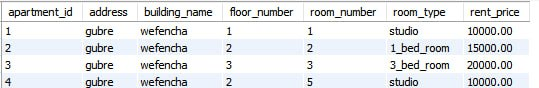 apartment_id address building_name floor_number room_number room_type rent_price
1 gubre wefencha 1 1 studio 10000.00
2 gubre wefencha 2 2 1_bed_room 15000.00
3 gubre wefencha 3 3 3_bed_room 20000.00
4 gubre wefencha 2 5 studio 10000.00